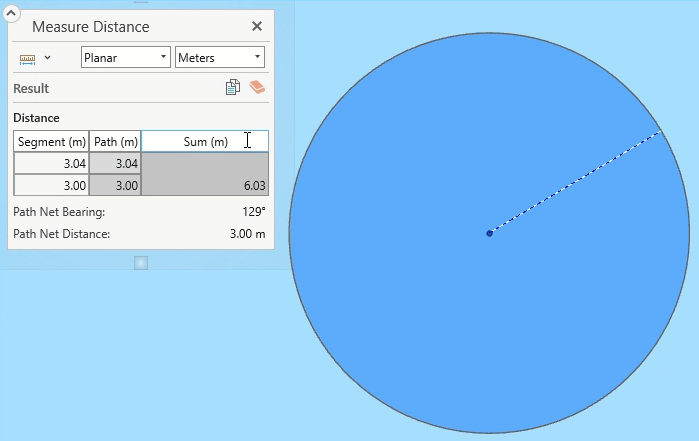 Measure Distance
Planar Meters
Result
Distance
Segment (m) Path (m) Sum (m)
3.04 3.04
3.00 3.00 6.03
Path Net Bearing: 129°
Path Net Distance: 3.00 m